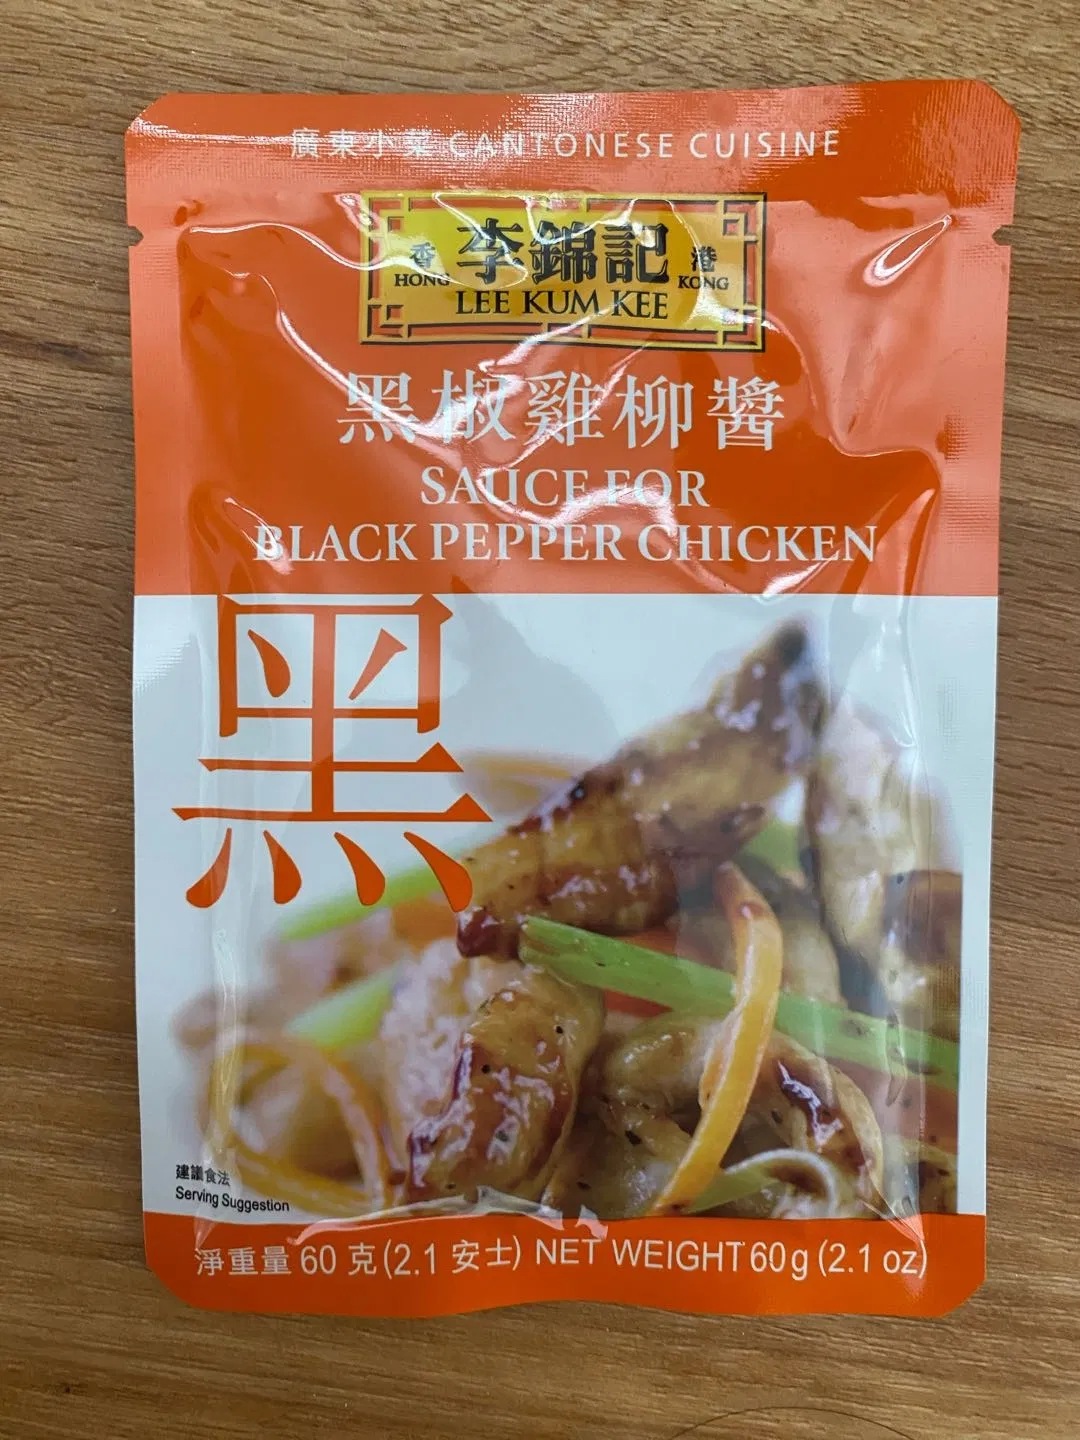 廣東小菜 CANTONESE CUISINE
香 李錦記 港
HONG LEE KUM KEE KONG
黑椒雞柳醬
SAUCE FOR
BLACK PEPPER CHICKEN
黑
建議食法
Serving Suggestion
淨重量 60 克 (2.1 安士) NET WEIGHT 60g (2.1 oz)